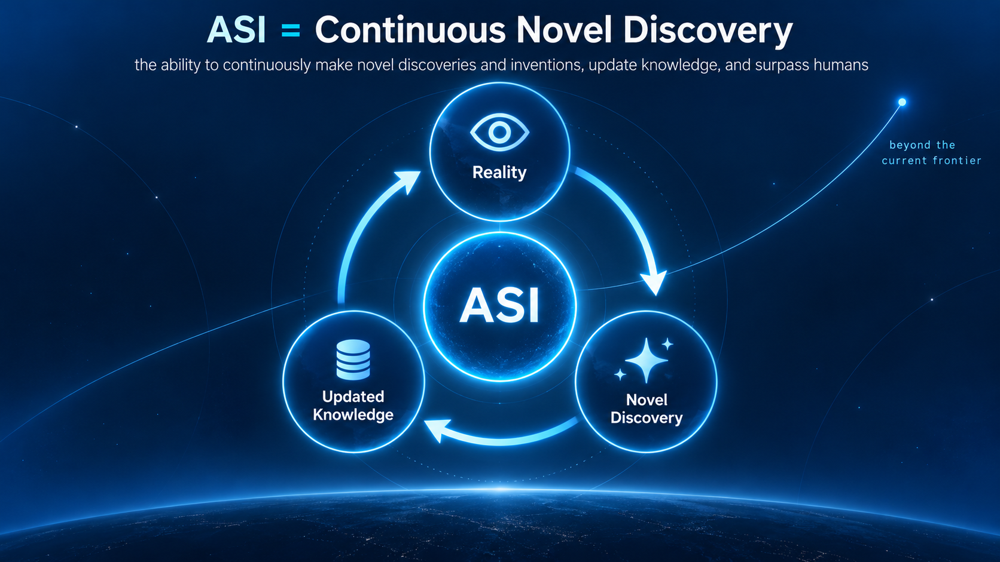 ASI = Continuous Novel Discovery
the ability to continuously make novel discoveries and inventions, update knowledge, and surpass humans
beyond the
current frontier
Reality
ASI
Updated
Knowledge
Novel
Discovery